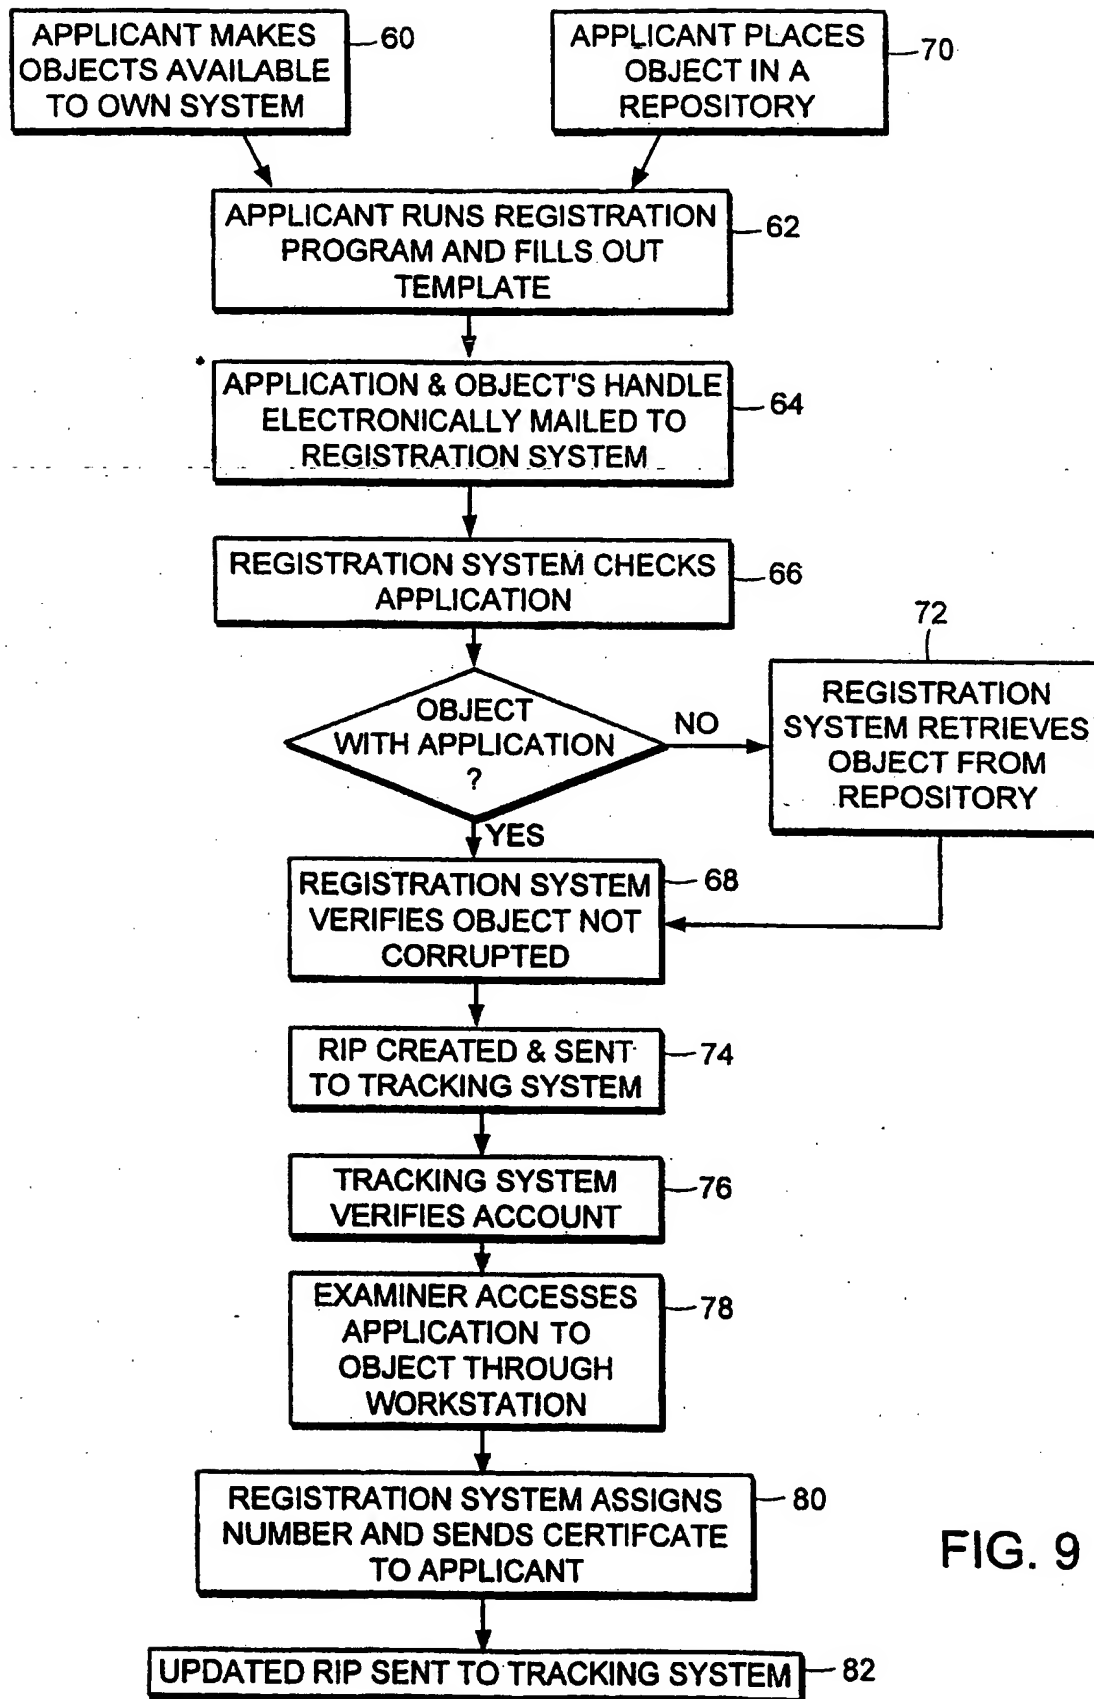 APPLICANT MAKES
OBJECTS AVAILABLE
TO OWN SYSTEM
60
APPLICANT PLACES
OBJECT IN A
REPOSITORY
70
APPLICANT RUNS REGISTRATION
PROGRAM AND FILLS OUT
TEMPLATE
62
APPLICATION & OBJECT'S HANDLE
ELECTRONICALLY MAILED TO
REGISTRATION SYSTEM
64
REGISTRATION SYSTEM CHECKS
APPLICATION
66
OBJECT
WITH APPLICATION
?
NO
YES
72
REGISTRATION
SYSTEM RETRIEVES
OBJECT FROM
REPOSITORY
REGISTRATION SYSTEM
VERIFIES OBJECT NOT
CORRUPTED
68
RIP CREATED & SENT
TO TRACKING SYSTEM
74
TRACKING SYSTEM
VERIFIES ACCOUNT
76
EXAMINER ACCESSES
APPLICATION TO
OBJECT THROUGH
WORKSTATION
78
REGISTRATION SYSTEM ASSIGNS
NUMBER AND SENDS CERTIFCATE
TO APPLICANT
80
UPDATED RIP SENT TO TRACKING SYSTEM
82
FIG. 9